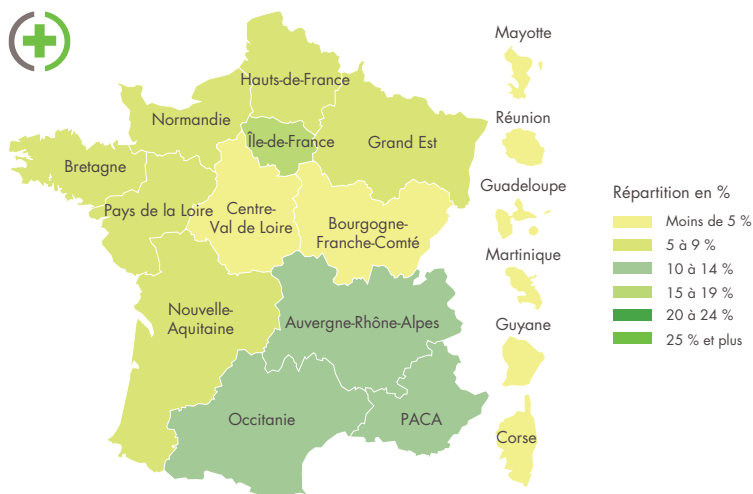 Mayotte
Hauts-de-France
Normandie
Réunion
Île-de-France
Grand Est
Bretagne
Guadeloupe
Répartition en %
Pays de la Loire
Centre-
Val de Loire
Bourgogne-
Franche-Comté
Moins de 5 %
5 à 9 %
10 à 14 %
15 à 19 %
20 à 24 %
25 % et plus
Martinique
Nouvelle-
Aquitaine
Auvergne-Rhône-Alpes
Guyane
Occitanie
PACA
Corse